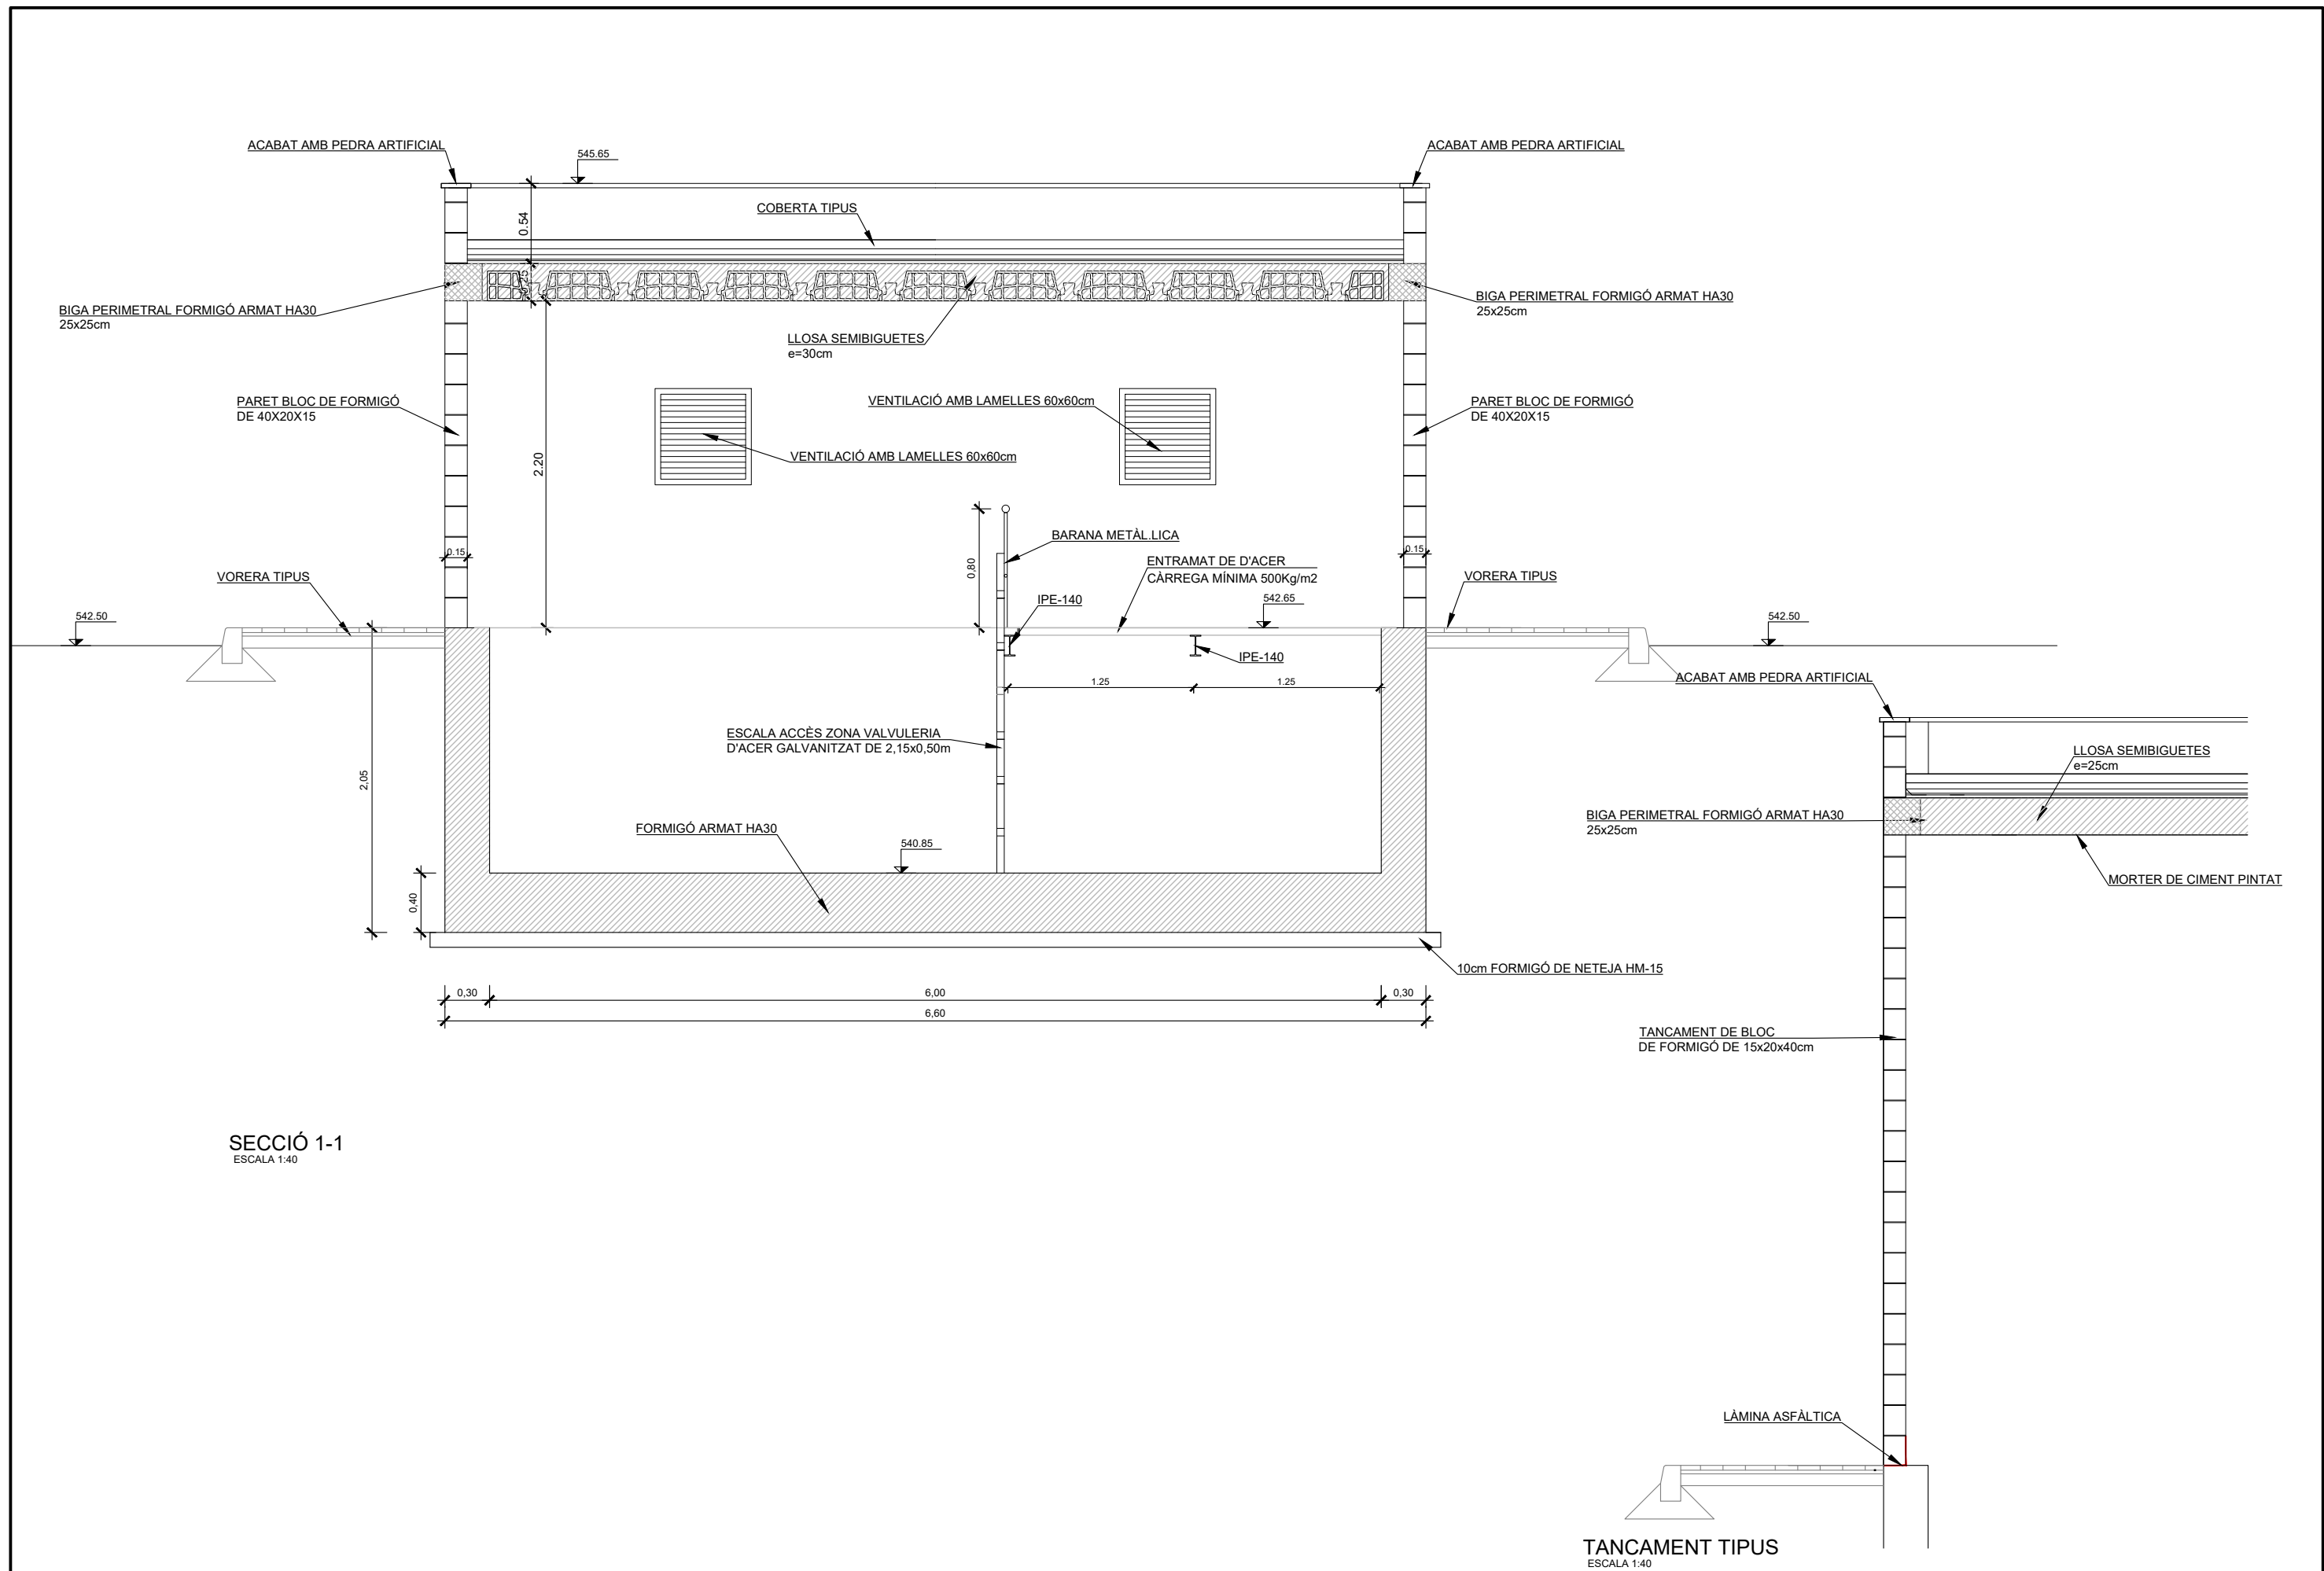 ACABAT AMB PEDRA ARTIFICIAL
545.65
ACABAT AMB PEDRA ARTIFICIAL
COBERTA TIPUS
0.54
0.25
BIGA PERIMETRAL FORMIGÓ ARMAT HA30
25x25cm
BIGA PERIMETRAL FORMIGÓ ARMAT HA30
25x25cm
LLOSA SEMIBIGUETES
e=30cm
PARET BLOC DE FORMIGÓ
DE 40X20X15
VENTILACIÓ AMB LAMELLES 60x60cm
PARET BLOC DE FORMIGÓ
DE 40X20X15
2.20
VENTILACIÓ AMB LAMELLES 60x60cm
BARANA METÀL.LICA
0.15
0.15
0,80
ENTRAMAT DE D'ACER
CÀRREGA MÍNIMA 500Kg/m2
VORERA TIPUS
VORERA TIPUS
IPE-140
542.65
542.50
542.50
IPE-140
1.25
1.25
ACABAT AMB PEDRA ARTIFICIAL
ESCALA ACCÈS ZONA VALVULERIA
D'ACER GALVANITZAT DE 2,15x0,50m
LLOSA SEMIBIGUETES
e=25cm
2,05
BIGA PERIMETRAL FORMIGÓ ARMAT HA30
25x25cm
FORMIGÓ ARMAT HA30
540.85
MORTER DE CIMENT PINTAT
0,40
10cm FORMIGÓ DE NETEJA HM-15
0,30
6,00
0,30
6,60
TANCAMENT DE BLOC
DE FORMIGÓ DE 15x20x40cm
SECCIÓ 1-1
ESCALA 1:40
LÀMINA ASFÀLTICA
TANCAMENT TIPUS
ESCALA 1:40